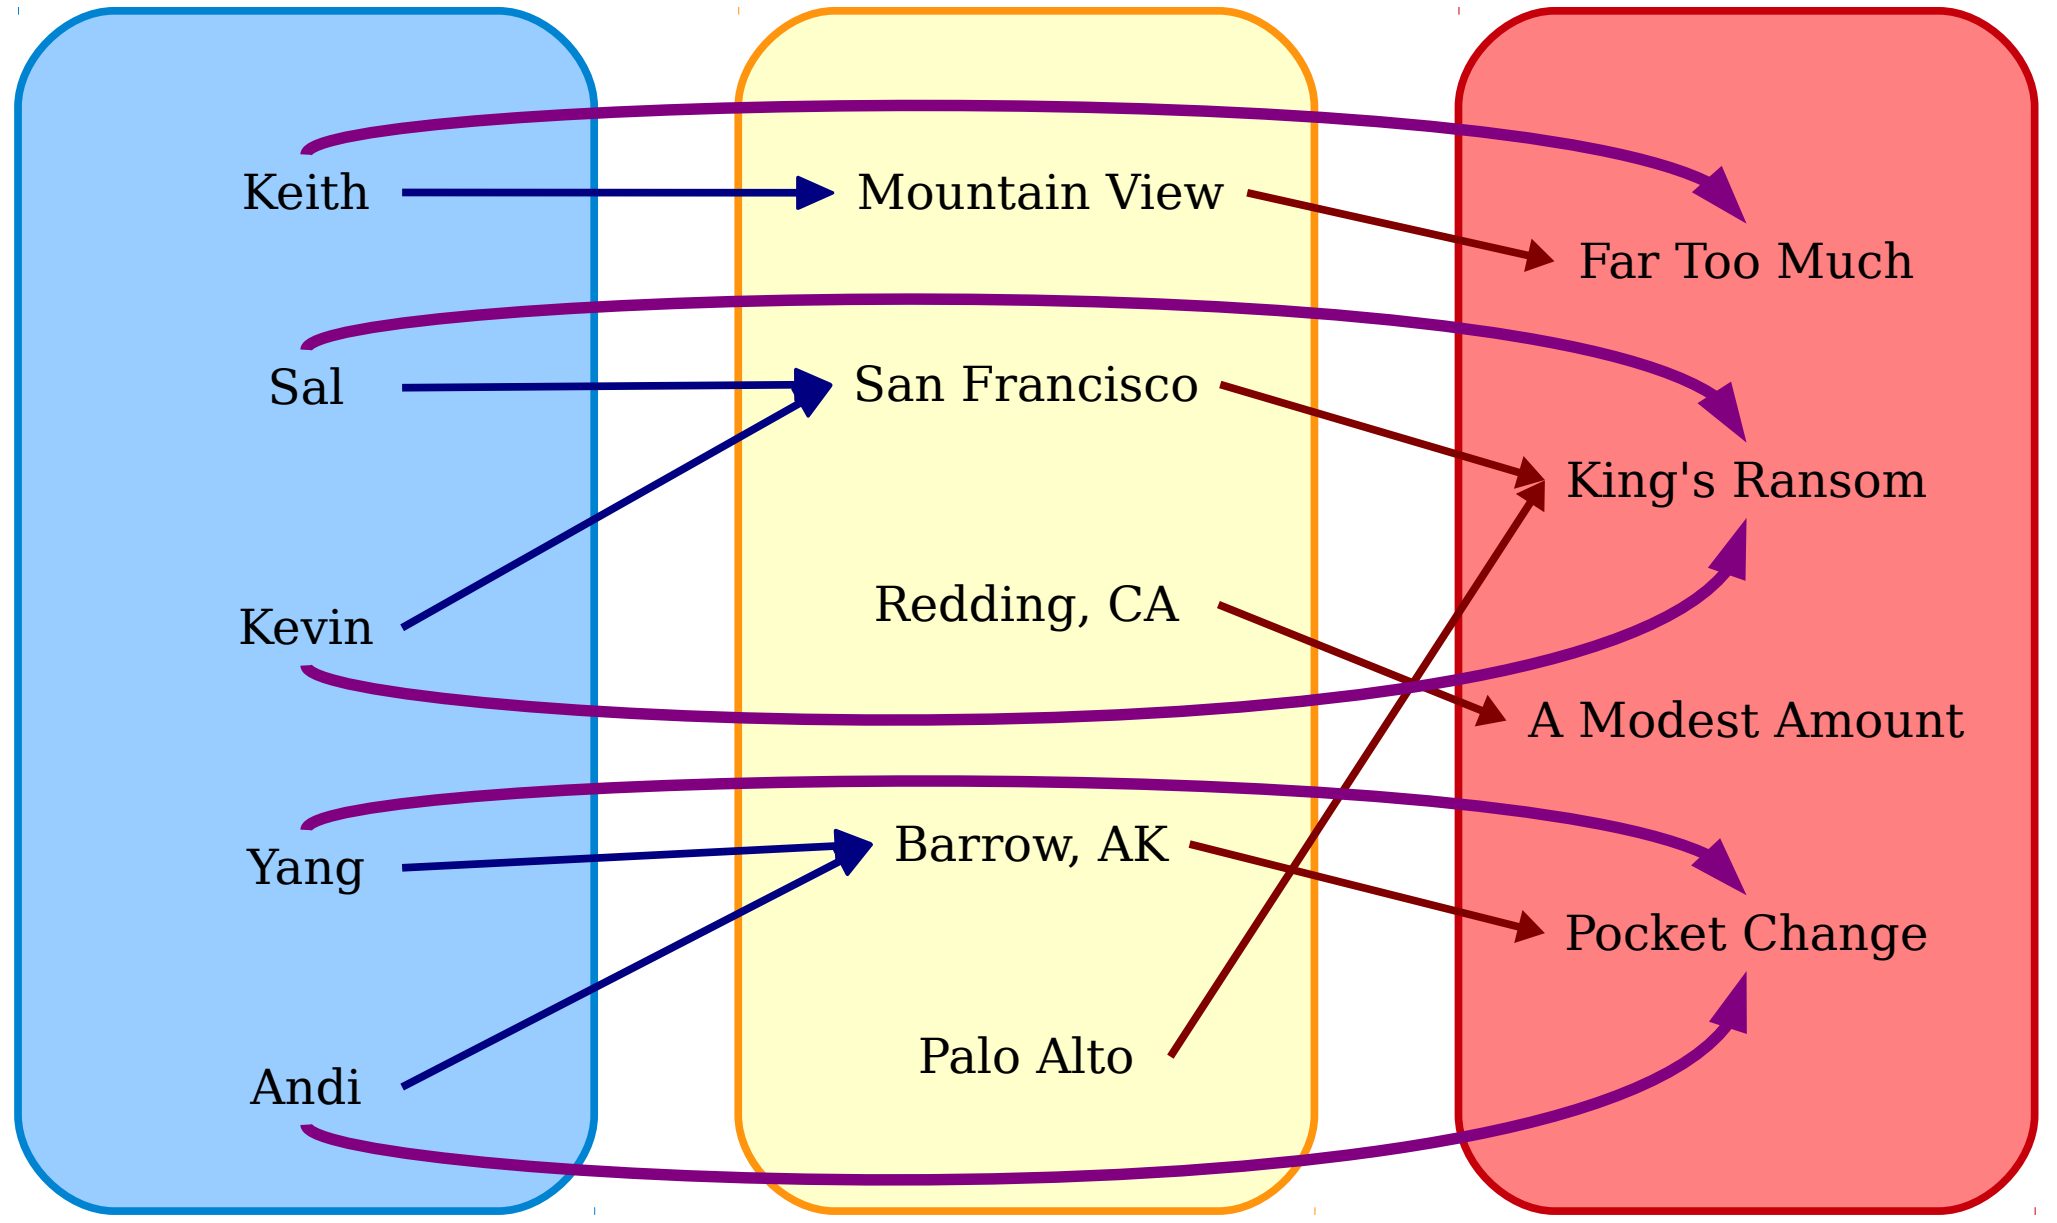 Keith
Sal
Kevin
Yang
Andi
Mountain View
San Francisco
Redding, CA
Barrow, AK
Palo Alto
Far Too Much
King's Ransom
A Modest Amount
Pocket Change